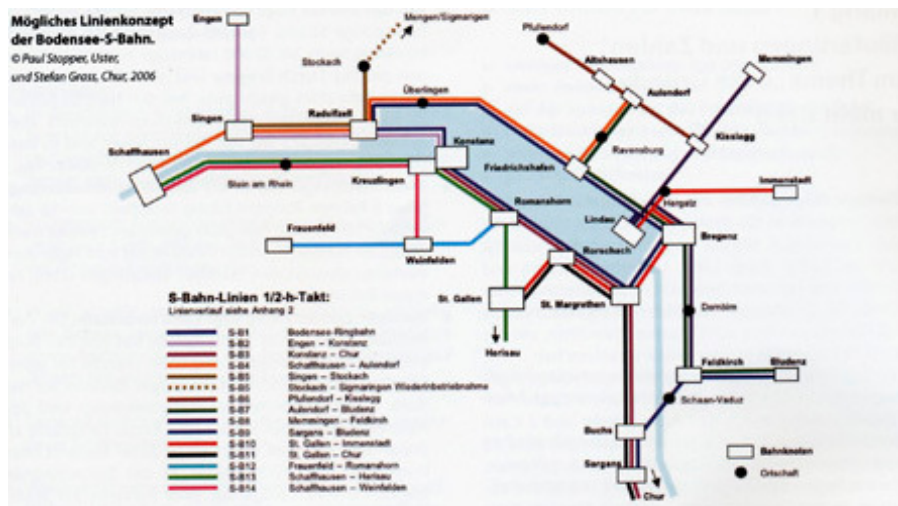 Mögliches Linienkonzept
der Bodensee-S-Bahn.
© Paul Stopper, Uster,
und Stefan Grass, Chur, 2006
Engen
Mengen/Sigmaringen
Stockach
Pfullendorf
Altshausen
Memmingen
Aulendorf
Überlingen
Singen
Radolfzell
Kisslegg
Schaffhausen
Konstanz
Ravensburg
Friedrichshafen
Kreuzlingen
Stein am Rhein
Immenstadt
Hergatz
Romanshorn
Lindau
Bregenz
Frauenfeld
Rorschach
Weinfelden
St. Gallen
St. Margrethen
Dornbirn
Herisau
Feldkirch
Bludenz
Schaan-Vaduz
Buchs
Sargans
Chur
S-Bahn-Linien 1/2-h-Takt:
Linienverlauf siehe Anhang 2
S-B1 Bodensee-Ringbahn
S-B2 Engen – Konstanz
S-B3 Konstanz – Chur
S-B4 Schaffhausen – Aulendorf
S-B5 Singen – Stockach
S-B5 Stockach – Sigmaringen Wiederinbetriebnahme
S-B6 Pfullendorf – Kisslegg
S-B7 Aulendorf – Bludenz
S-B8 Memmingen – Feldkirch
S-B9 Sargans – Bludenz
S-B10 St. Gallen – Immenstadt
S-B11 St. Gallen – Chur
S-B12 Frauenfeld – Romanshorn
S-B13 Schaffhausen – Herisau
S-B14 Schaffhausen – Weinfelden
Bahnknoten
Ortschaft